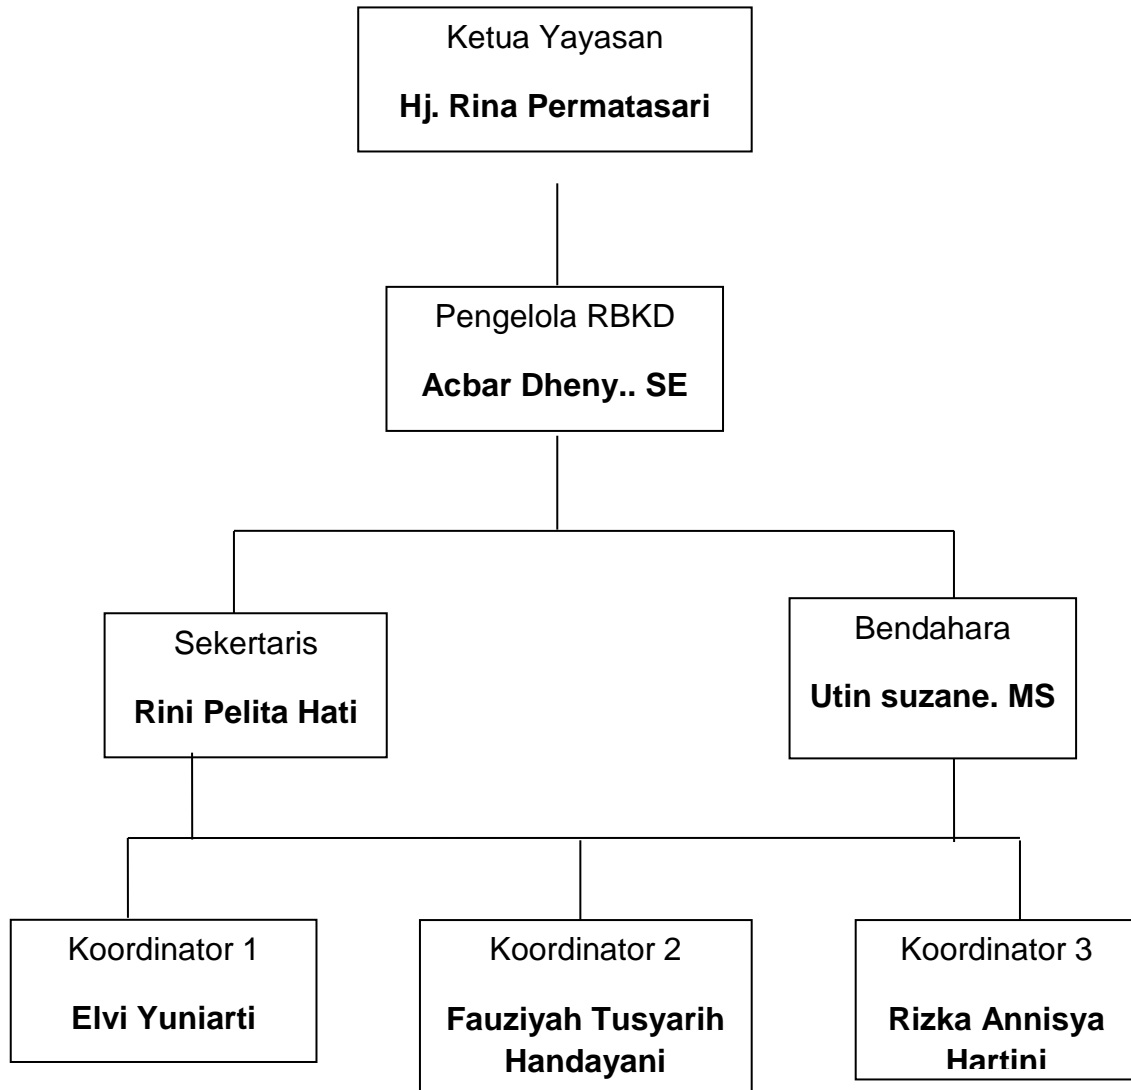 Ketua Yayasan
Hj. Rina Permatasari
Pengelola RBKD
Acbar Dheny.. SE
Sekertaris
Rini Pelita Hati
Bendahara
Utin suzane. MS
Koordinator 1
Elvi Yuniarti
Koordinator 2
Fauziyah Tusyarih
Handayani
Koordinator 3
Rizka Annisya
Hartini